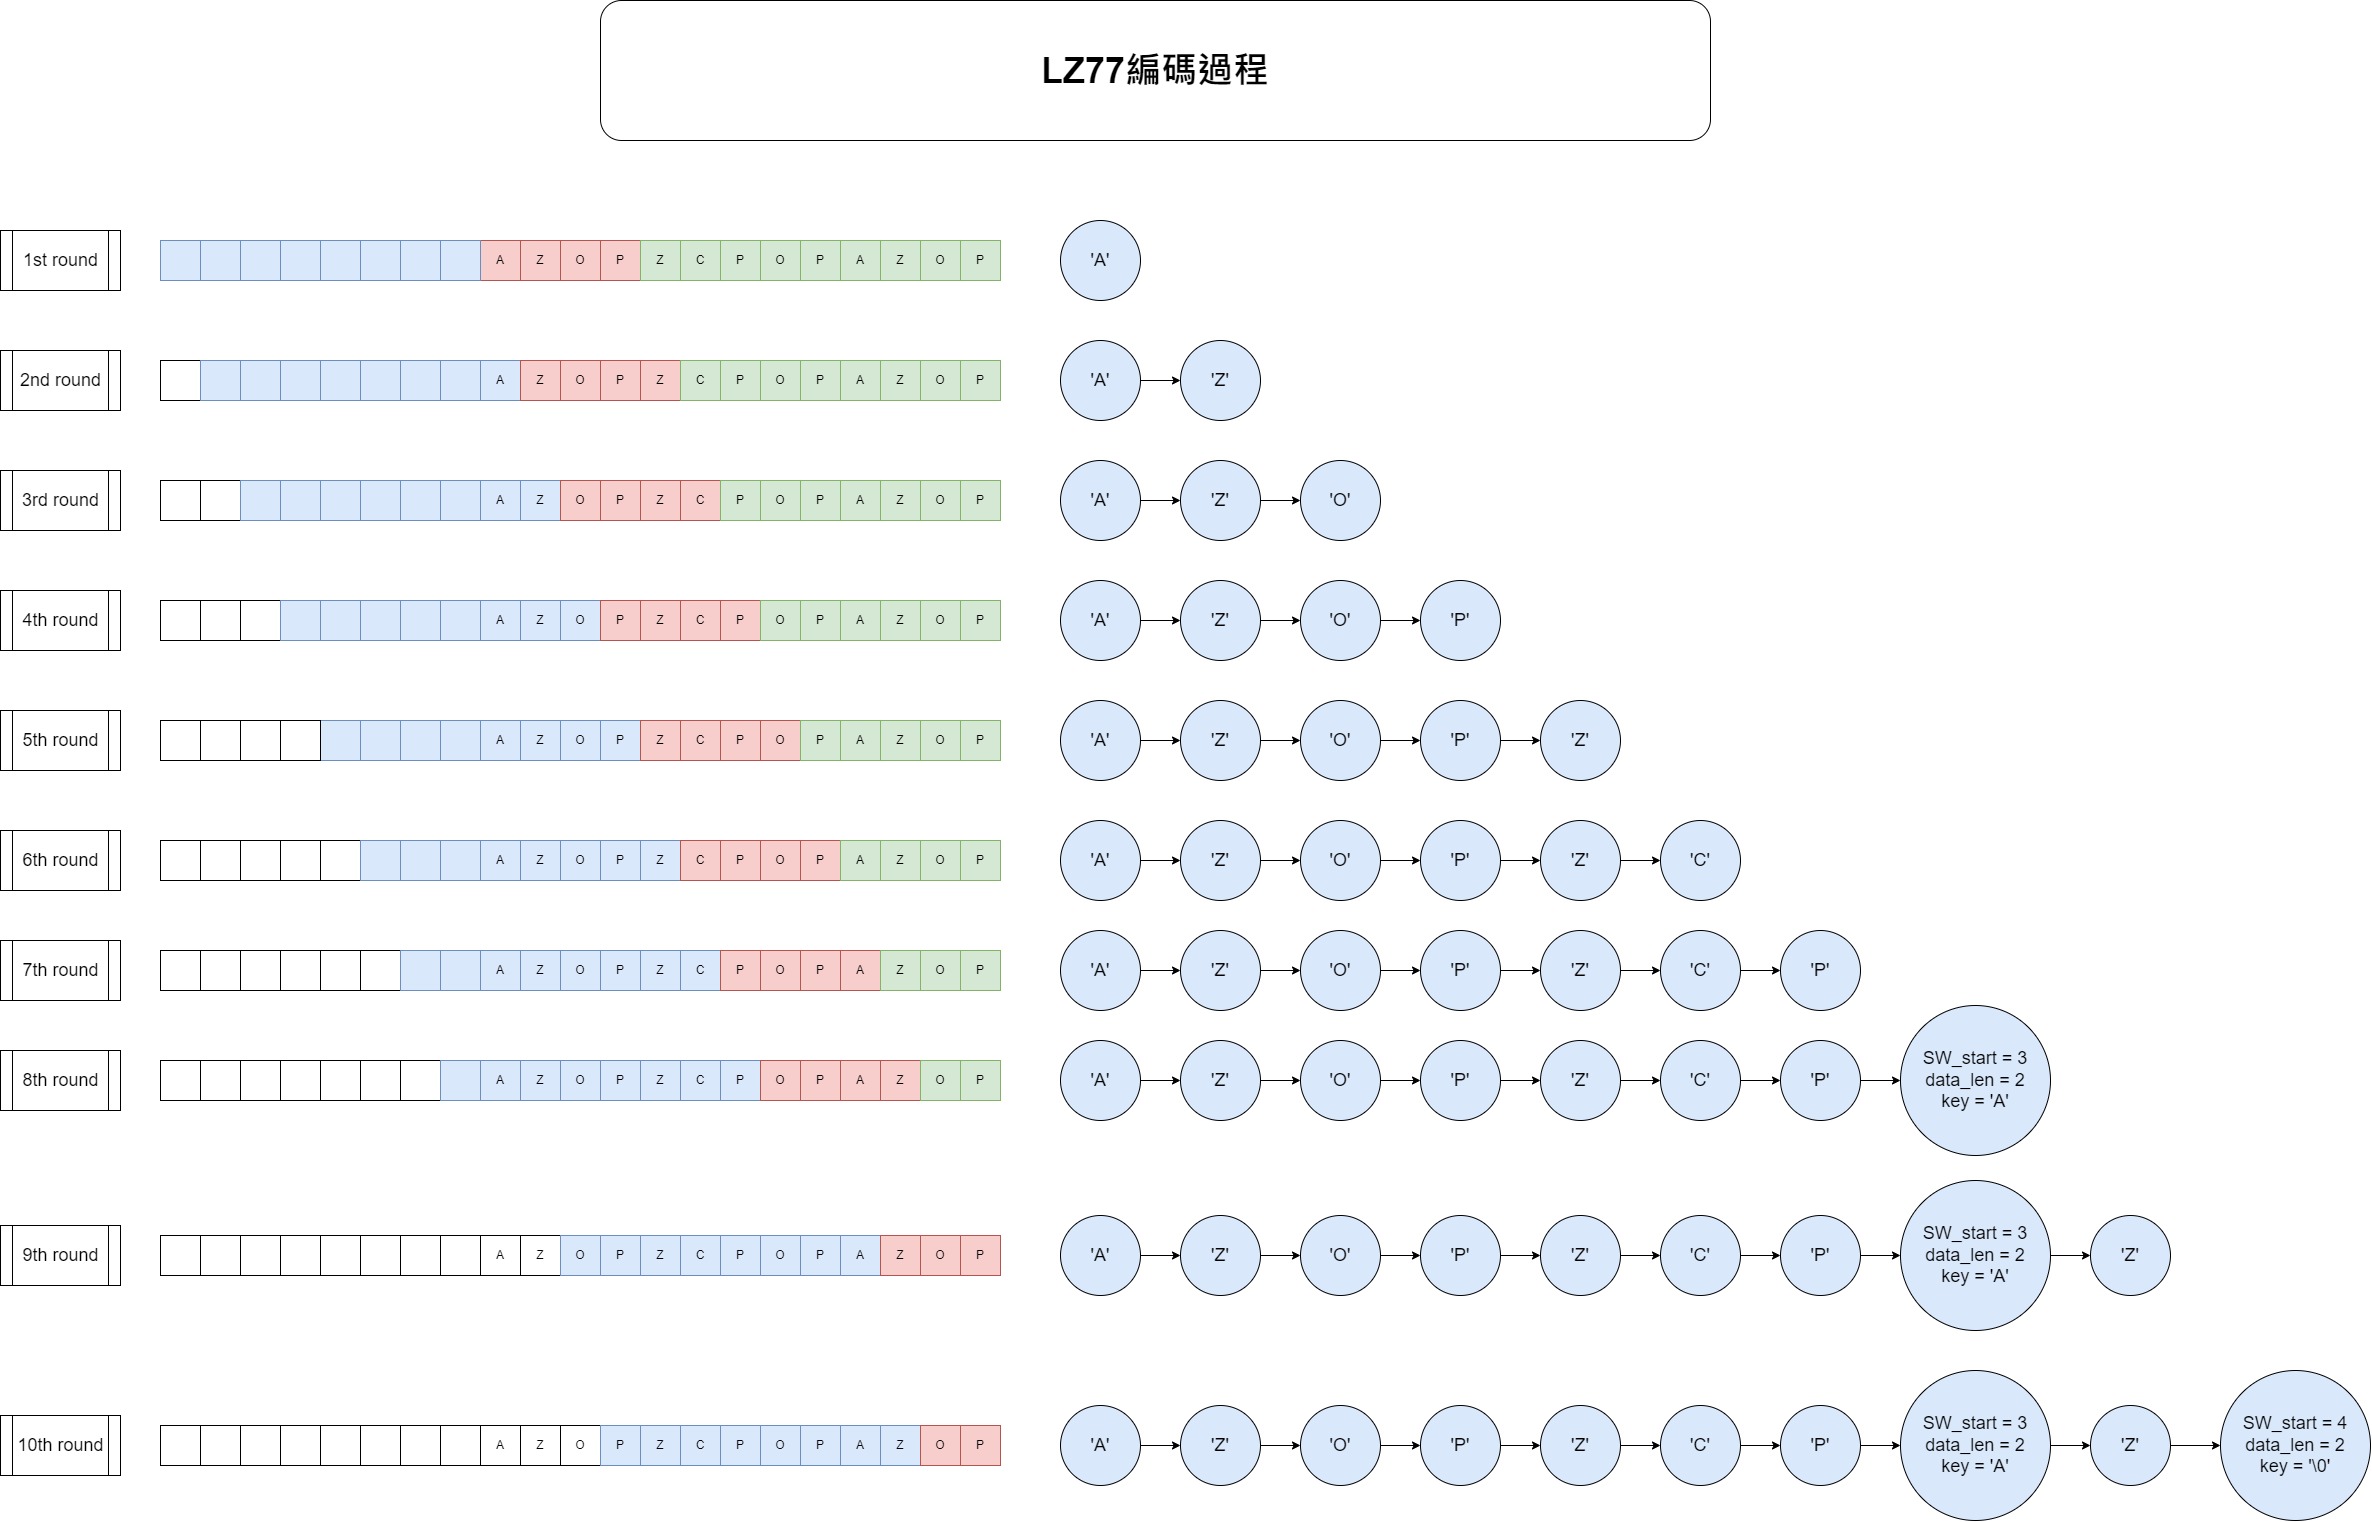 LZ77編碼過程
1st round A Z O P Z C P O P A Z O P 'A'
2nd round A Z O P Z C P O P A Z O P 'A' 'Z'
3rd round A Z O P Z C P O P A Z O P 'A' 'Z' 'O'
4th round A Z O P Z C P O P A Z O P 'A' 'Z' 'O' 'P'
5th round A Z O P Z C P O P A Z O P 'A' 'Z' 'O' 'P' 'Z'
6th round A Z O P Z C P O P A Z O P 'A' 'Z' 'O' 'P' 'Z' 'C'
7th round A Z O P Z C P O P A Z O P 'A' 'Z' 'O' 'P' 'Z' 'C' 'P'
8th round A Z O P Z C P O P A Z O P 'A' 'Z' 'O' 'P' 'Z' 'C' 'P'
SW_start = 3
data_len = 2
key = 'A'
9th round A Z O P Z C P O P A Z O P 'A' 'Z' 'O' 'P' 'Z' 'C' 'P'
SW_start = 3
data_len = 2
key = 'A'
'Z'
10th round A Z O P Z C P O P A Z O P 'A' 'Z' 'O' 'P' 'Z' 'C' 'P'
SW_start = 3
data_len = 2
key = 'A'
'Z'
SW_start = 4
data_len = 2
key = '\0'